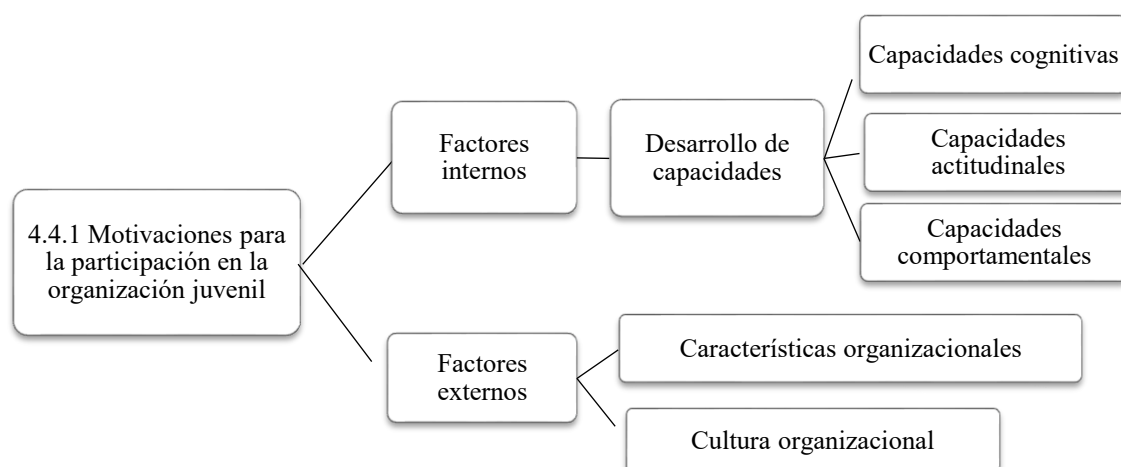 4.4.1 Motivaciones para
la participación en la
organización juvenil
Factores
internos
Desarrollo de
capacidades
Capacidades cognitivas
Capacidades
actitudinales
Capacidades
comportamentales
Factores
externos
Características organizacionales
Cultura organizacional